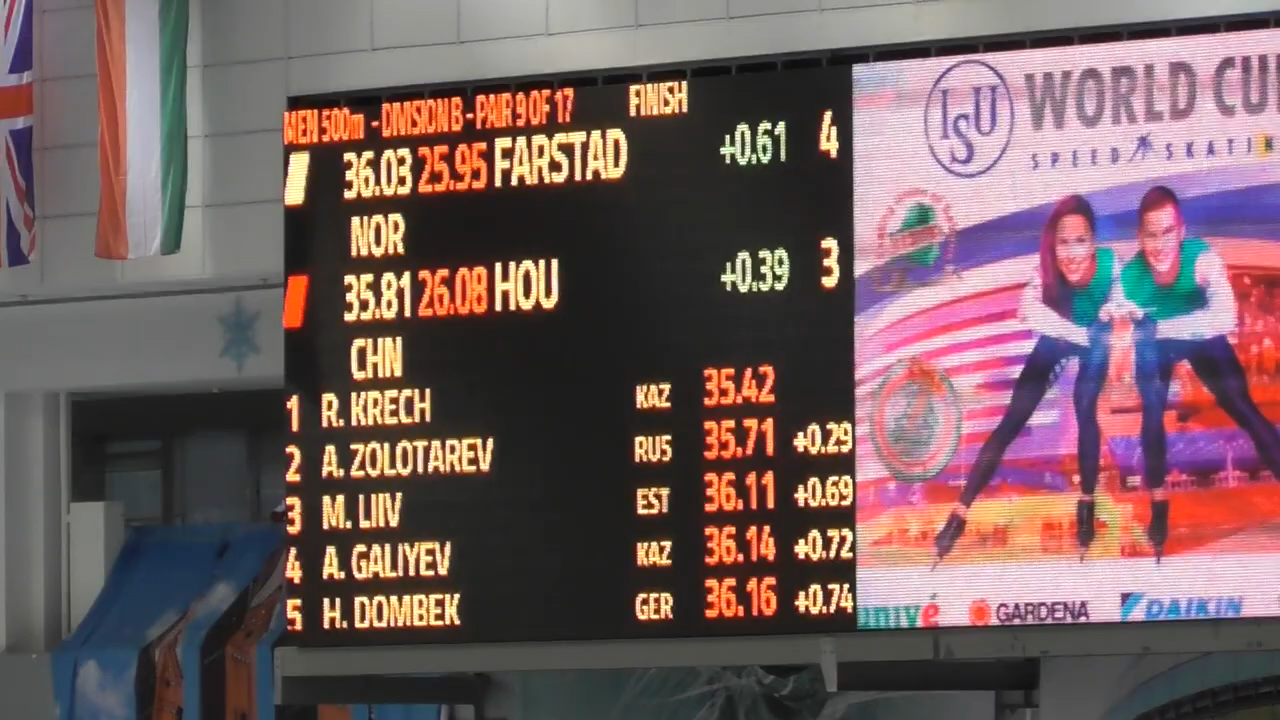 MEN 500m - DIVISION B - PAIR 9 OF 17 FINISH
36.03 25.95 FARSTAD +0.61 4
NOR
35.81 26.08 HOU +0.39 3
CHN
1 R. KRECH KAZ 35.42
2 A. ZOLOTAREV RUS 35.71 +0.29
3 M. LIIV EST 36.11 +0.69
4 A. GALIYEV KAZ 36.14 +0.72
5 H. DOMBEK GER 36.16 +0.74
ISU WORLD CU
SPEED SKATIN
GARDENA DAIKIN